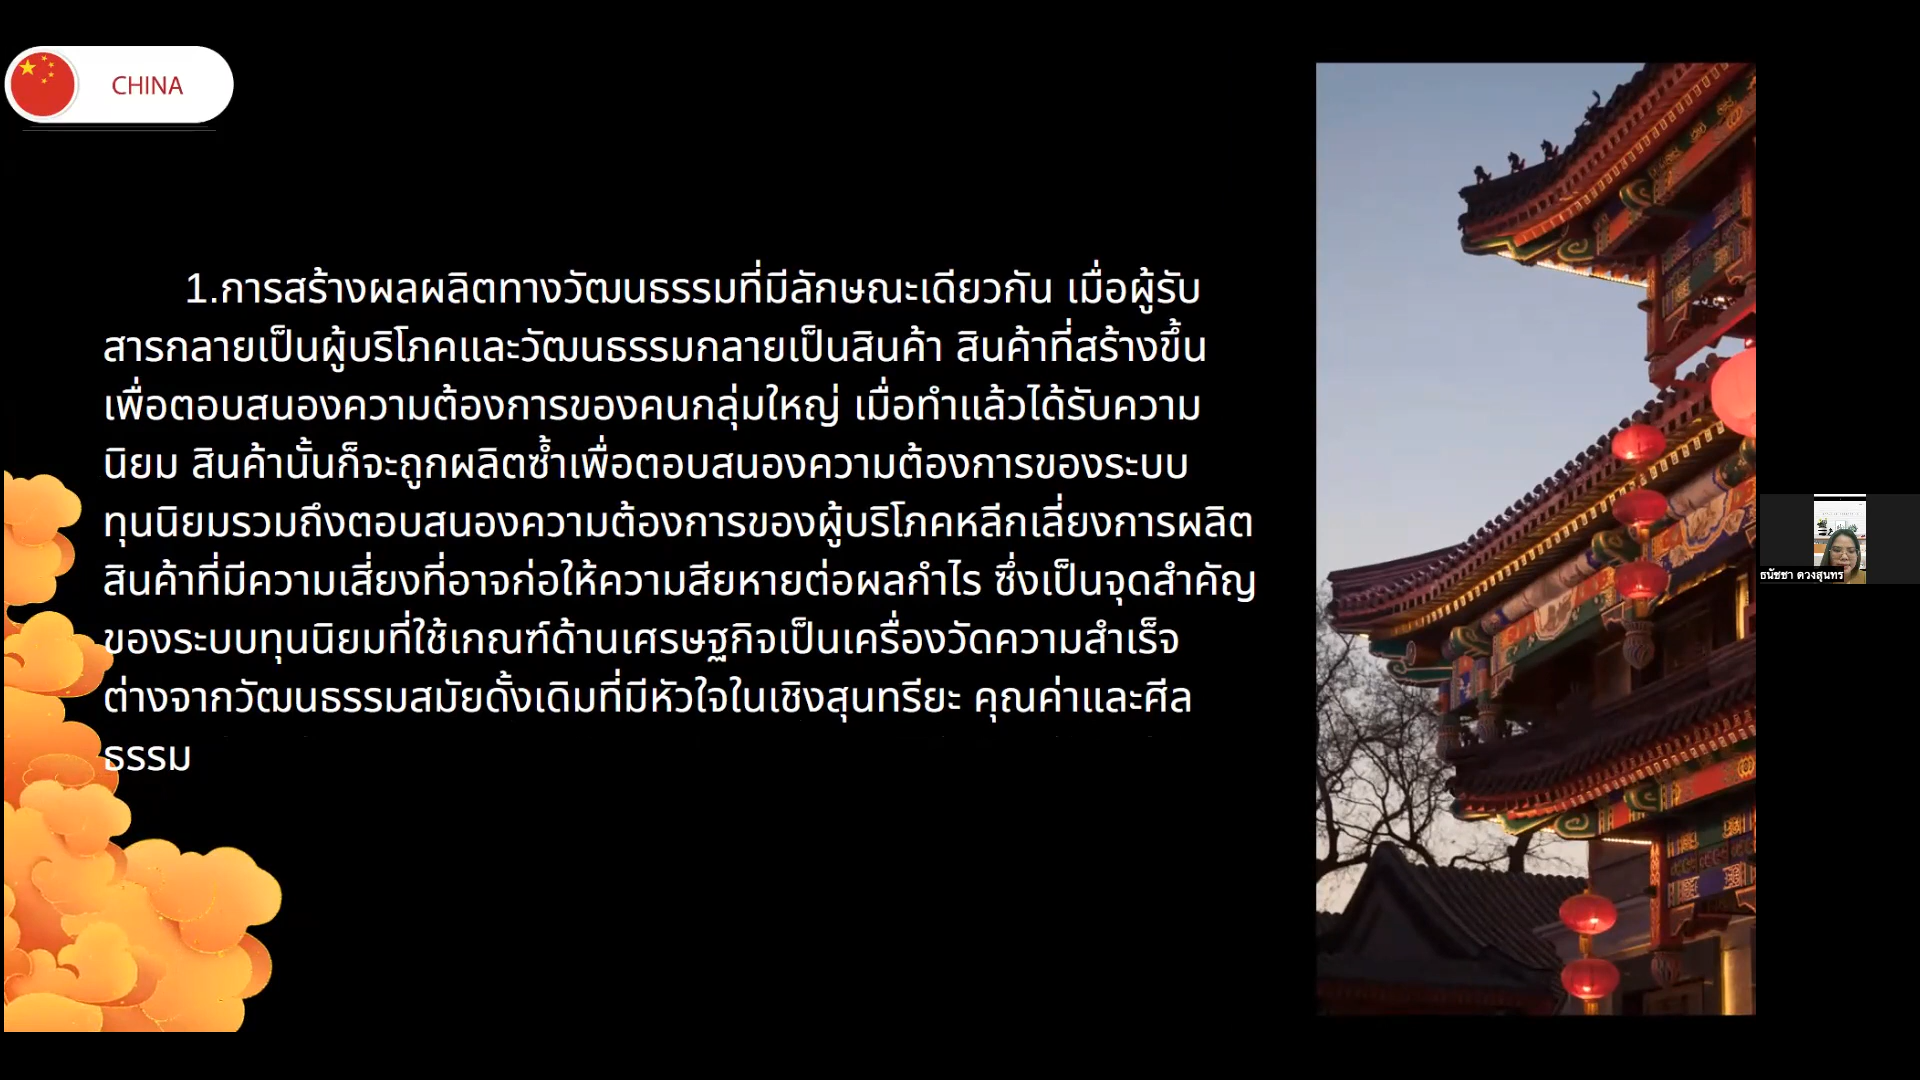 CHINA
1.การสร้างผลผลิตทางวัฒนธรรมที่มีลักษณะเดียวกัน เมื่อผู้รับ
สารกลายเป็นผู้บริโภคและวัฒนธรรมกลายเป็นสินค้า สินค้าที่สร้างขึ้น
เพื่อตอบสนองความต้องการของคนกลุ่มใหญ่ เมื่อทำแล้วได้รับความ
นิยม สินค้านั้นก็จะถูกผลิตซ้ำเพื่อตอบสนองความต้องการของระบบ
ทุนนิยมรวมถึงตอบสนองความต้องการของผู้บริโภคหลีกเลี่ยงการผลิต
สินค้าที่มีความเสี่ยงที่อาจก่อให้ความสียหายต่อผลกำไร ซึ่งเป็นจุดสำคัญ
ของระบบทุนนิยมที่ใช้เกณฑ์ด้านเศรษฐกิจเป็นเครื่องวัดความสำเร็จ
ต่างจากวัฒนธรรมสมัยดั้งเดิมที่มีหัวใจในเชิงสุนทรียะ คุณค่าและศีล
ธรรม
ธนัชชา ดวงสุนทร